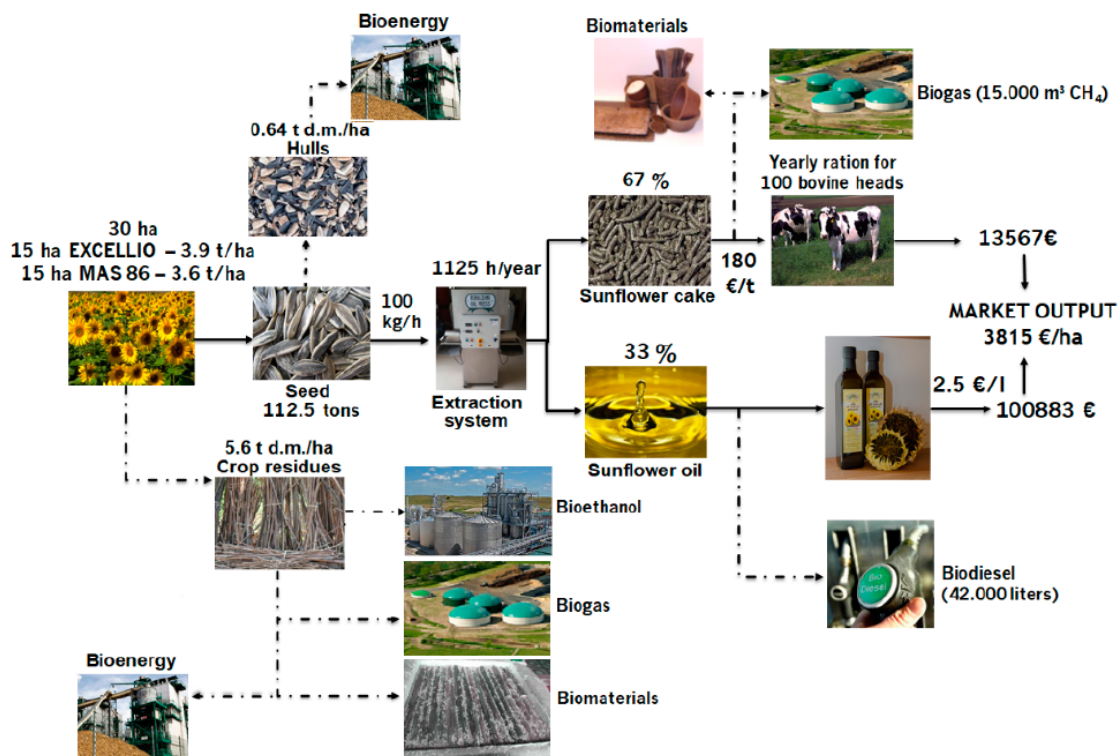 Bioenergy
0.64 t d.m./ha
Hulls
30 ha
15 ha EXCELLIO – 3.9 t/ha
15 ha MAS 86 – 3.6 t/ha
Seed
112.5 tons
100
kg/h
1125 h/year
Extraction
system
Biomaterials
Biogas (15.000 m³ CH₄)
67 %
Sunflower cake
180
€/t
Yearly ration for
100 bovine heads
13567€
MARKET OUTPUT
3815 €/ha
33 %
Sunflower oil
2.5 €/l
100883 €
5.6 t d.m./ha
Crop residues
Bioethanol
Biogas
Biomaterials
Bioenergy
Bio
Diesel
Biodiesel
(42.000 liters)